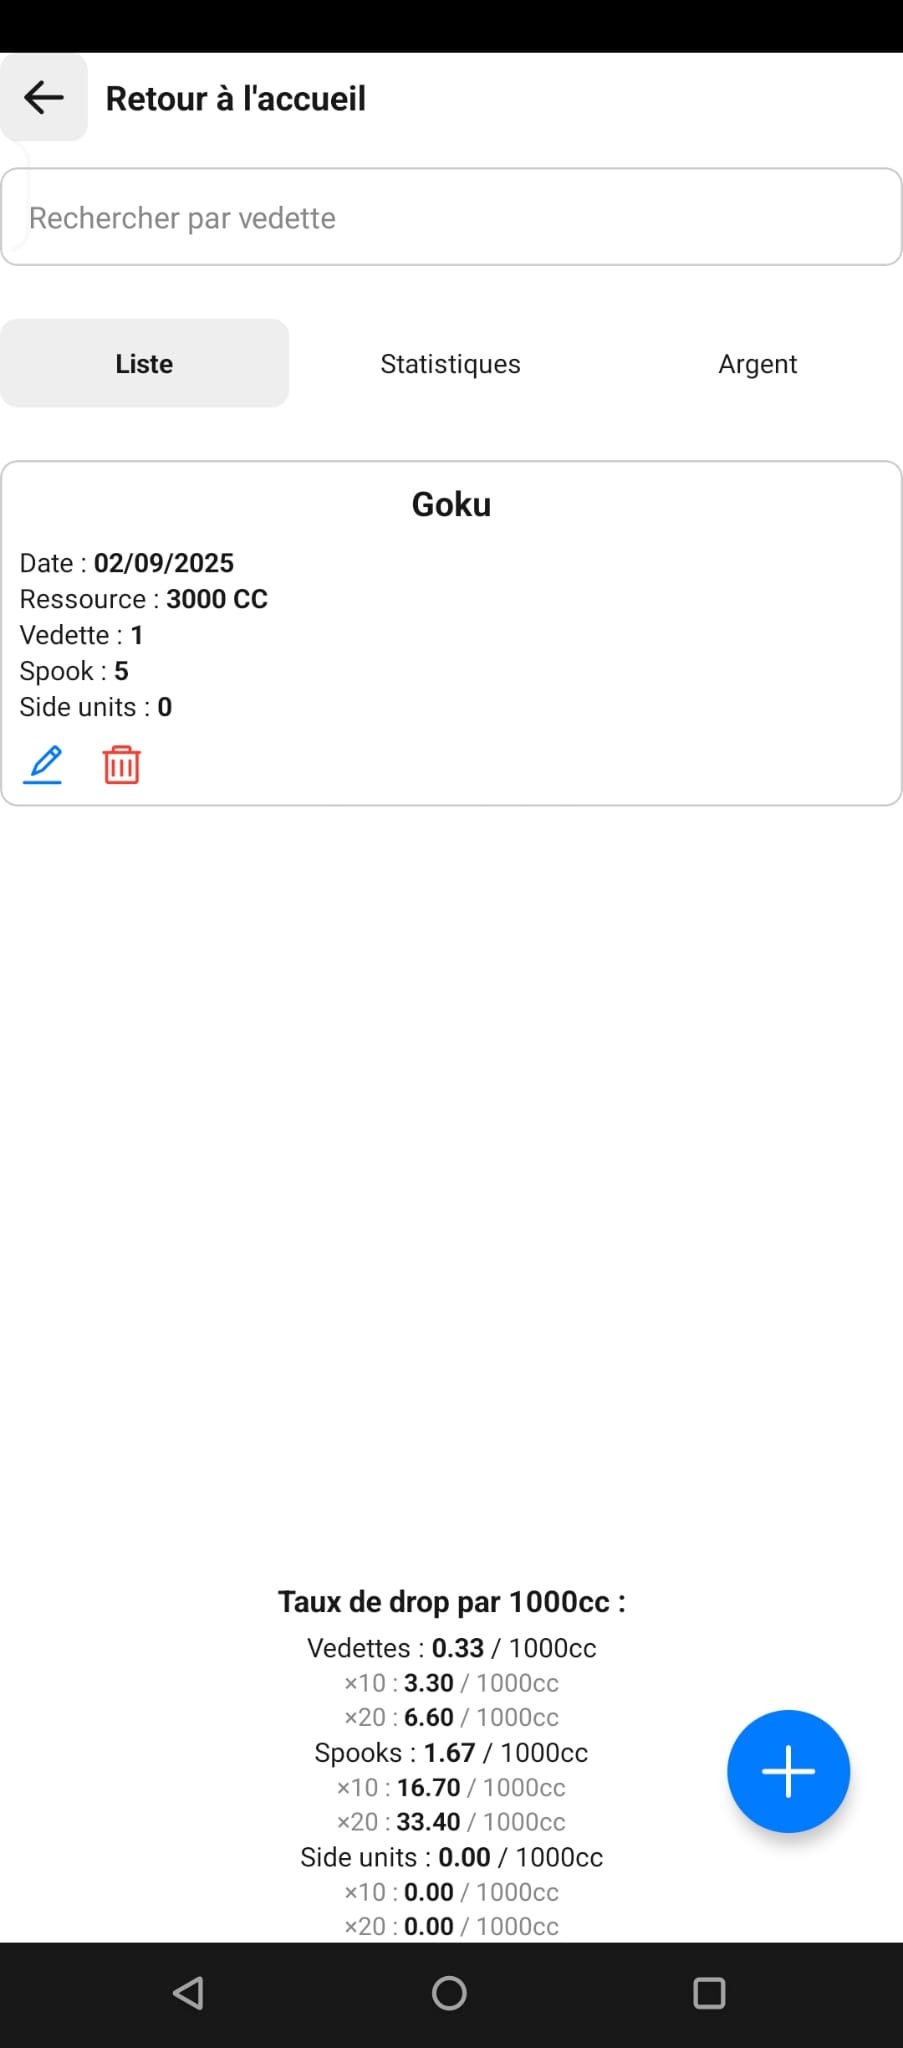 Retour à l'accueil
Rechercher par vedette
Liste
Statistiques
Argent
Goku
Date : 02/09/2025
Ressource : 3000 CC
Vedette : 1
Spook : 5
Side units : 0
Taux de drop par 1000cc :
Vedettes : 0.33 / 1000cc
×10 : 3.30 / 1000cc
×20 : 6.60 / 1000cc
Spooks : 1.67 / 1000cc
×10 : 16.70 / 1000cc
×20 : 33.40 / 1000cc
Side units : 0.00 / 1000cc
×10 : 0.00 / 1000cc
×20 : 0.00 / 1000cc